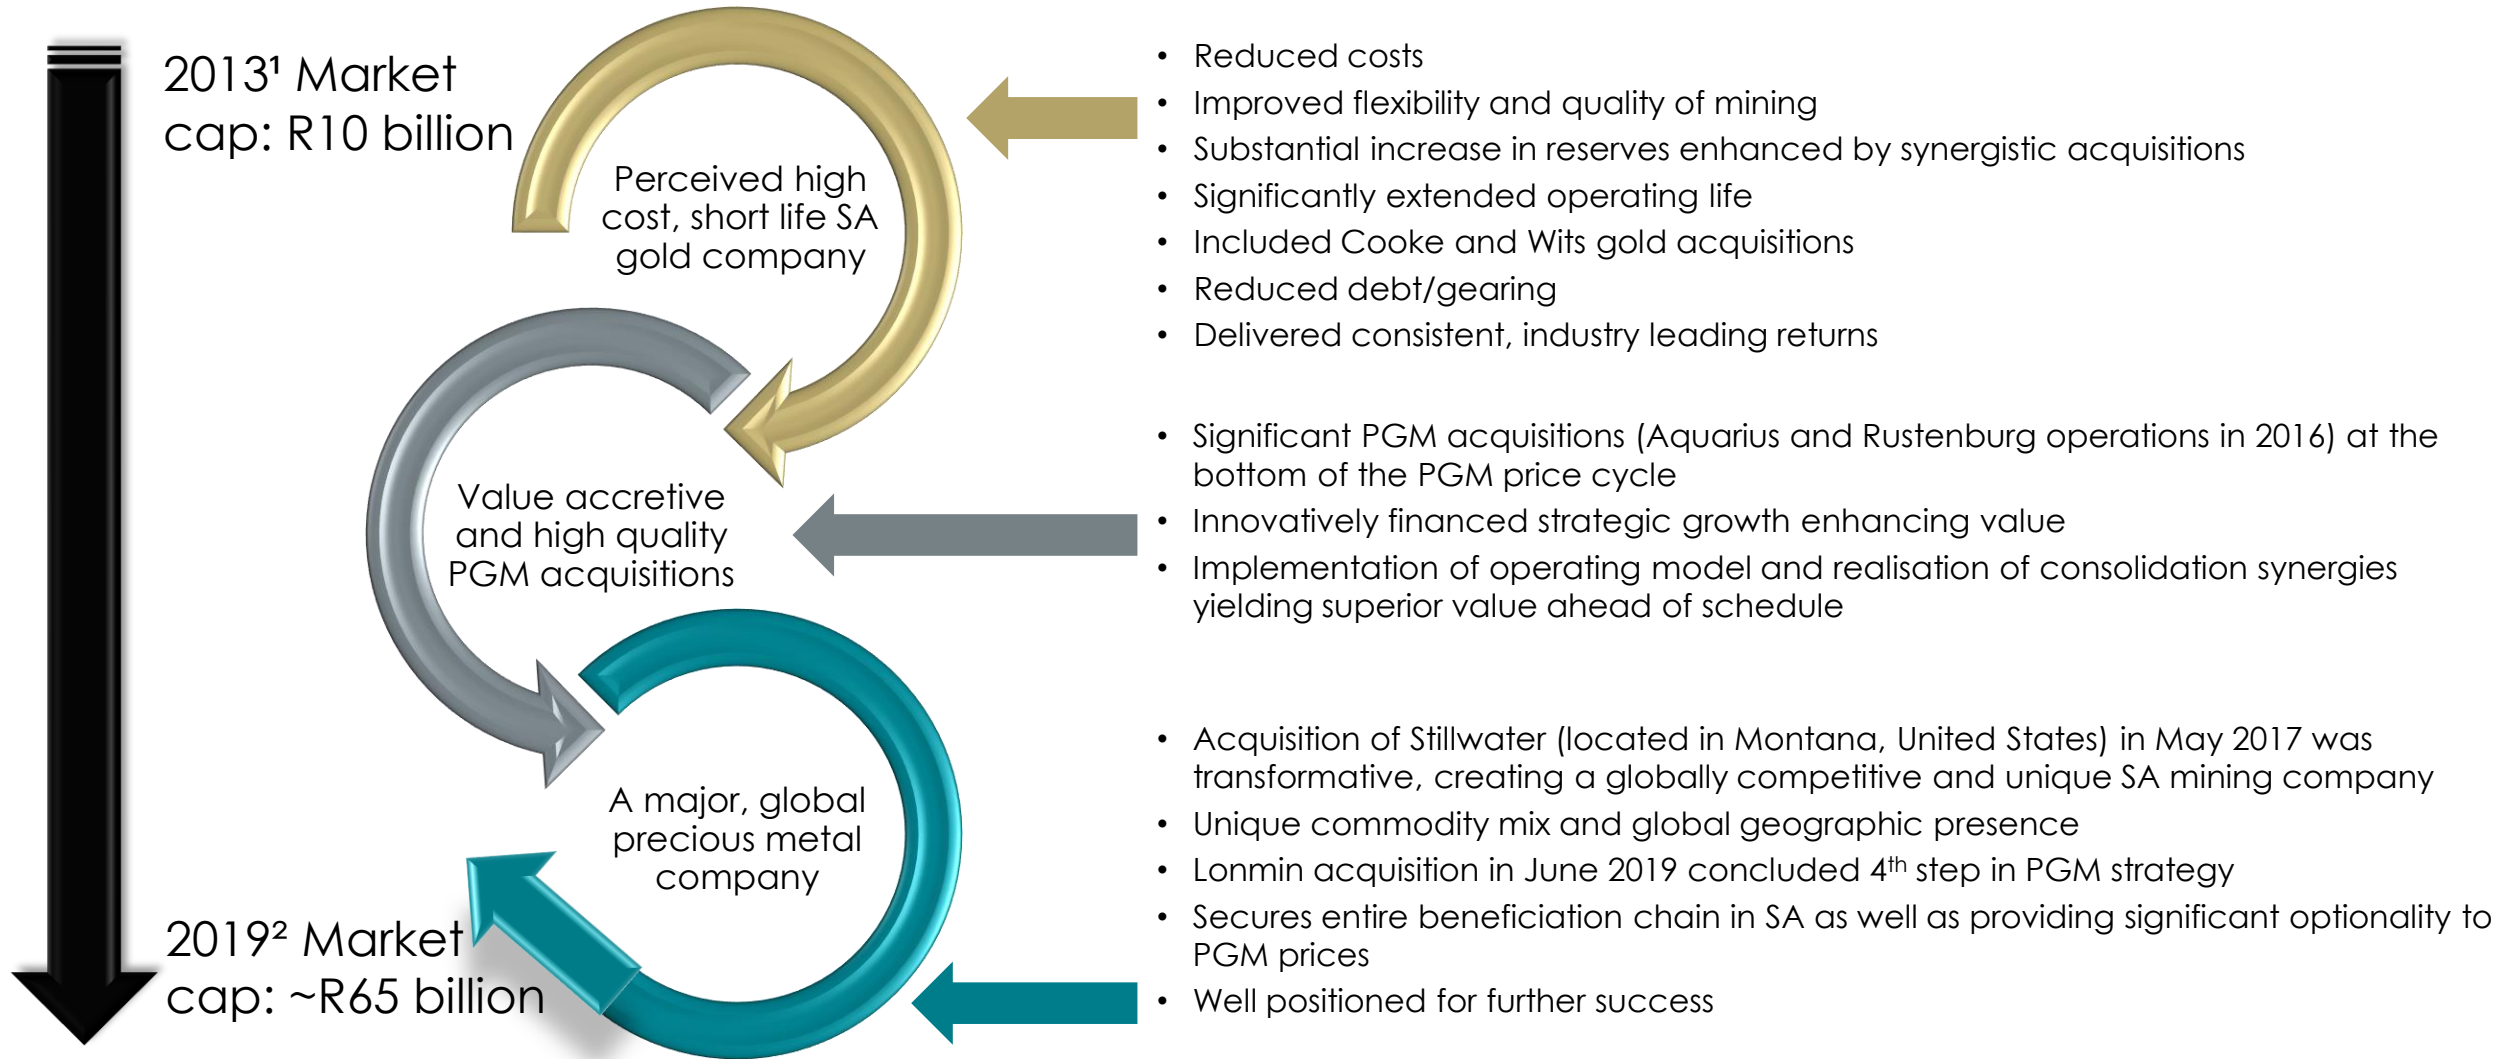 2013¹ Market
cap: R10 billion
Perceived high
cost, short life SA
gold company
• Reduced costs
• Improved flexibility and quality of mining
• Substantial increase in reserves enhanced by synergistic acquisitions
• Significantly extended operating life
• Included Cooke and Wits gold acquisitions
• Reduced debt/gearing
• Delivered consistent, industry leading returns
Value accretive
and high quality
PGM acquisitions
• Significant PGM acquisitions (Aquarius and Rustenburg operations in 2016) at the
bottom of the PGM price cycle
• Innovatively financed strategic growth enhancing value
• Implementation of operating model and realisation of consolidation synergies
yielding superior value ahead of schedule
A major, global
precious metal
company
• Acquisition of Stillwater (located in Montana, United States) in May 2017 was
transformative, creating a globally competitive and unique SA mining company
• Unique commodity mix and global geographic presence
• Lonmin acquisition in June 2019 concluded 4th step in PGM strategy
• Secures entire beneficiation chain in SA as well as providing significant optionality to
PGM prices
• Well positioned for further success
2019² Market
cap: ~R65 billion